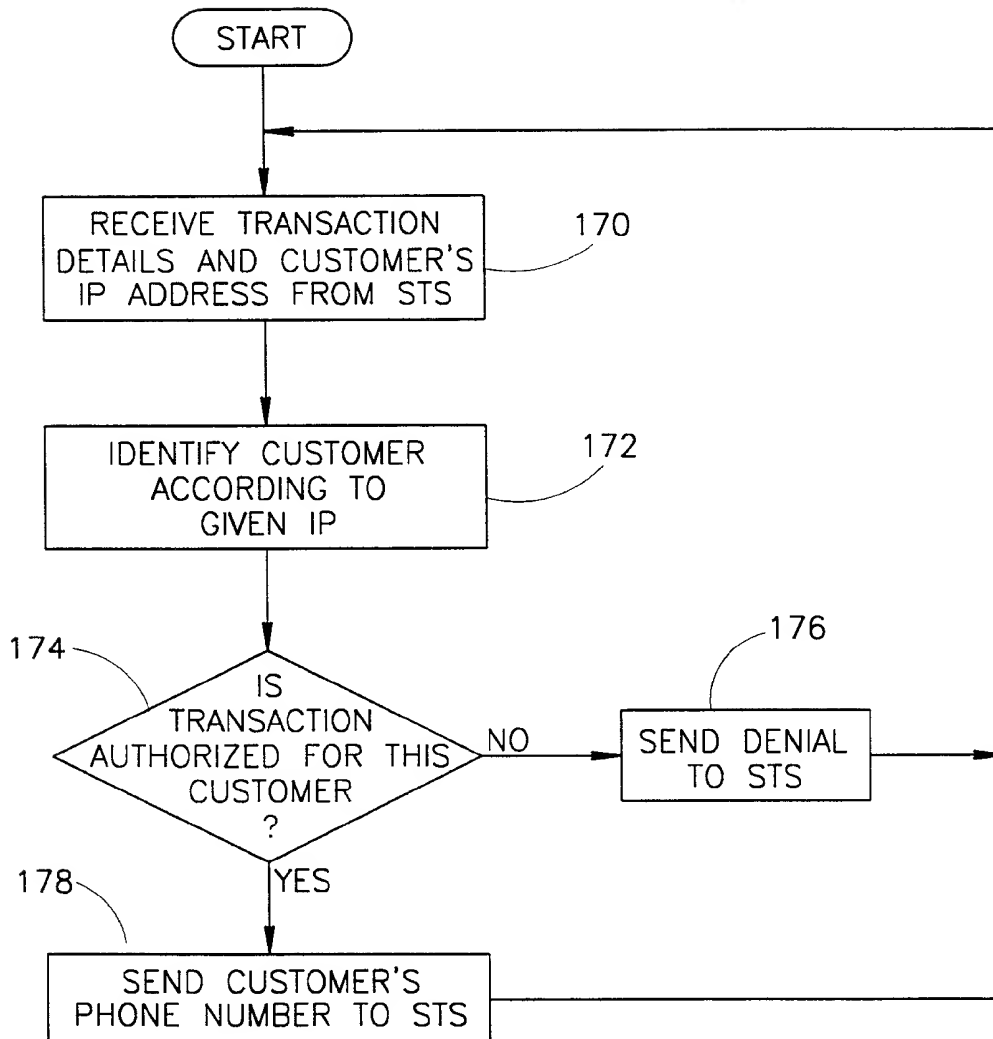 START
RECEIVE TRANSACTION
DETAILS AND CUSTOMER'S
IP ADDRESS FROM STS
170
IDENTIFY CUSTOMER
ACCORDING TO
GIVEN IP
172
174
IS
TRANSACTION
AUTHORIZED FOR THIS
CUSTOMER
?
NO
176
SEND DENIAL
TO STS
YES
178
SEND CUSTOMER'S
PHONE NUMBER TO STS